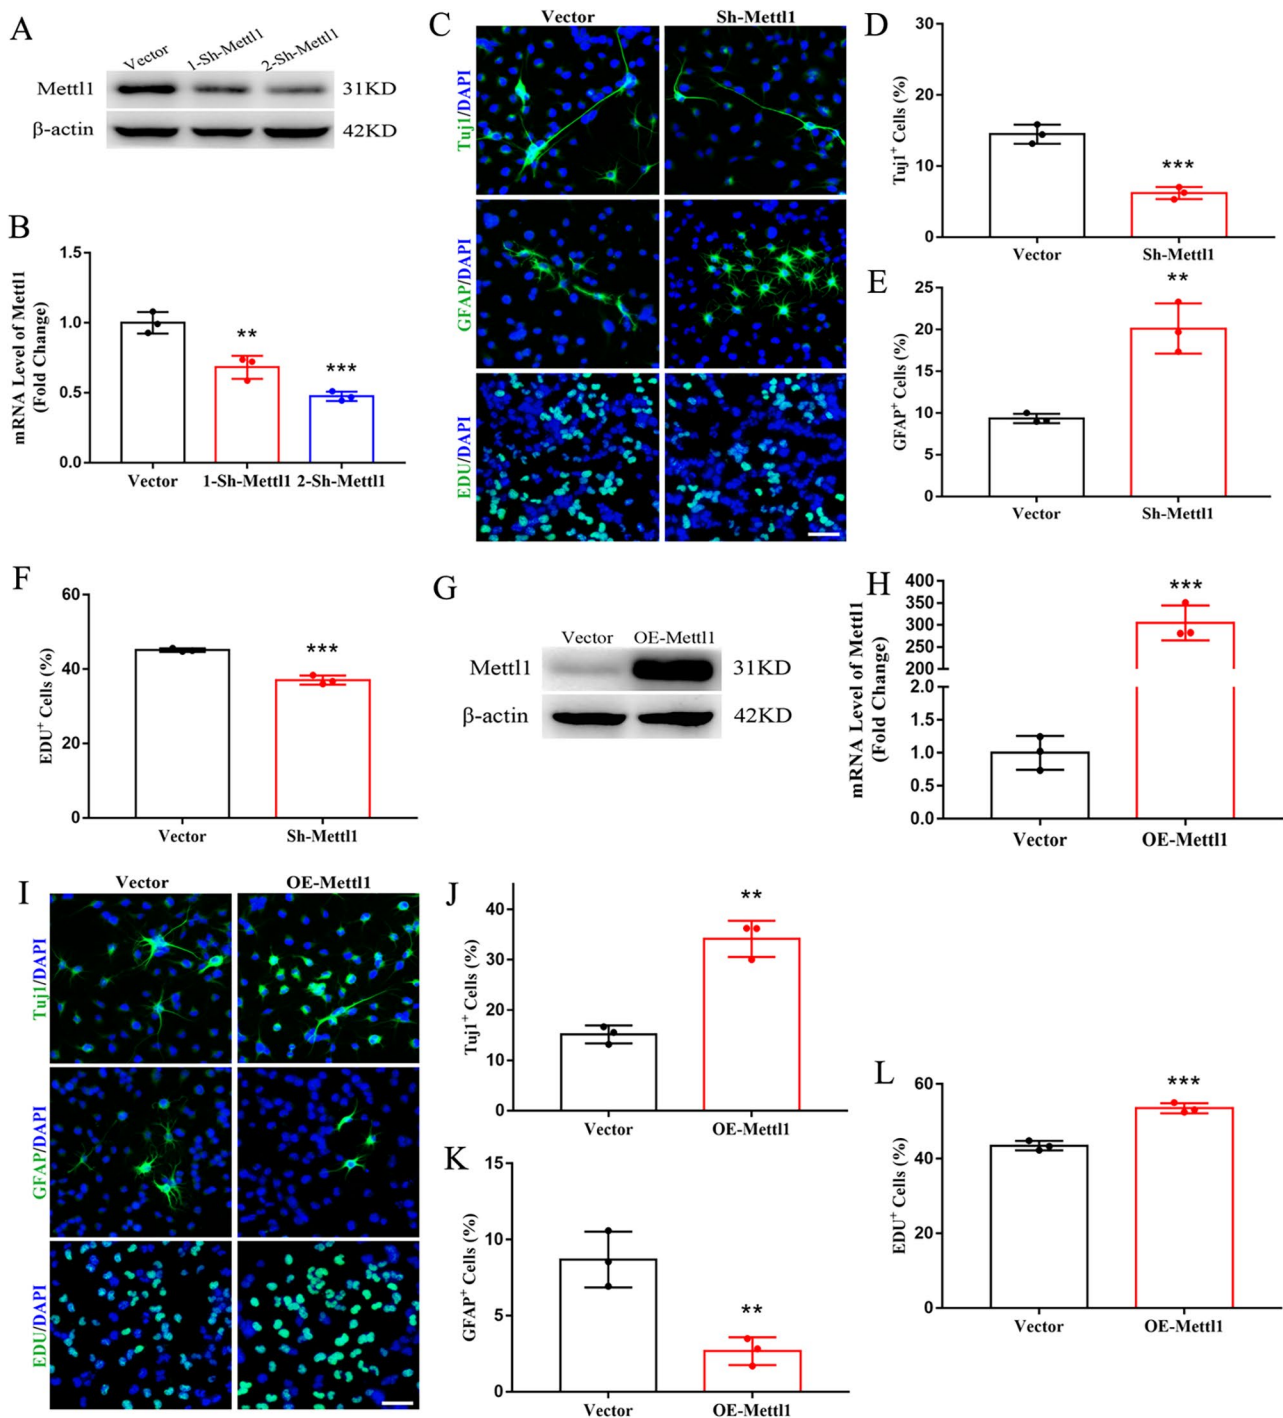 A
Vector
1-Sh-Mettl1
2-Sh-Mettl1
Mettl1
31KD
β-actin
42KD
B
mRNA Level of Mettl1
(Fold Change)
1.5
1.0
0.5
0.0
**
***
Vector
1-Sh-Mettl1
2-Sh-Mettl1
C
Vector
Sh-Mettl1
Tuj1/DAPI
GFAP/DAPI
EDU/DAPI
D
Tuj1+ Cells (%)
30
20
10
0
***
Vector
Sh-Mettl1
E
GFAP+ Cells (%)
25
20
15
10
5
0
**
Vector
Sh-Mettl1
F
EDU+ Cells (%)
60
40
20
0
***
Vector
Sh-Mettl1
G
Vector
OE-Mettl1
Mettl1
31KD
β-actin
42KD
H
mRNA Level of Mettl1
(Fold Change)
400
350
300
250
200
2.0
1.5
1.0
0.5
0.0
***
Vector
OE-Mettl1
I
Vector
OE-Mettl1
Tuj1/DAPI
GFAP/DAPI
EDU/DAPI
J
Tuj1+ Cells (%)
40
30
20
10
0
**
Vector
OE-Mettl1
K
GFAP+ Cells (%)
15
10
5
0
**
Vector
OE-Mettl1
L
EDU+ Cells (%)
60
40
20
0
***
Vector
OE-Mettl1